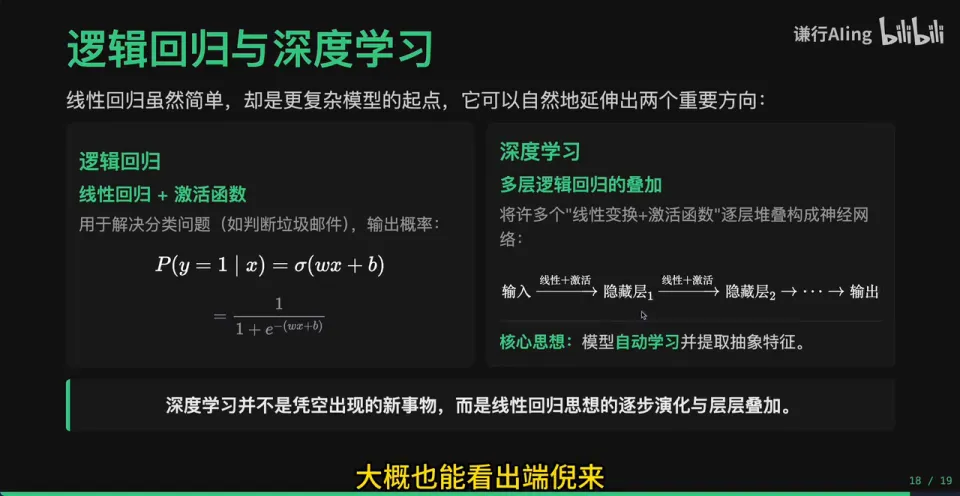 逻辑回归与深度学习
谦行AIing bilibili
线性回归虽然简单，却是更复杂模型的起点，它可以自然地延伸出两个重要方向：
逻辑回归
线性回归 + 激活函数
用于解决分类问题（如判断垃圾邮件），输出概率：
P(y = 1 | x) = σ(wx + b)
= 1 / (1 + e^{-(wx+b)})
深度学习
多层逻辑回归的叠加
将许多个"线性变换+激活函数"逐层堆叠构成神经网
络：
输入 —线性+激活→ 隐藏层₁ —线性+激活→ 隐藏层₂ → ⋯ → 输出
核心思想：模型自动学习并提取抽象特征。
深度学习并不是凭空出现的新事物，而是线性回归思想的逐步演化与层层叠加。
大概也能看出端倪来
18 / 19